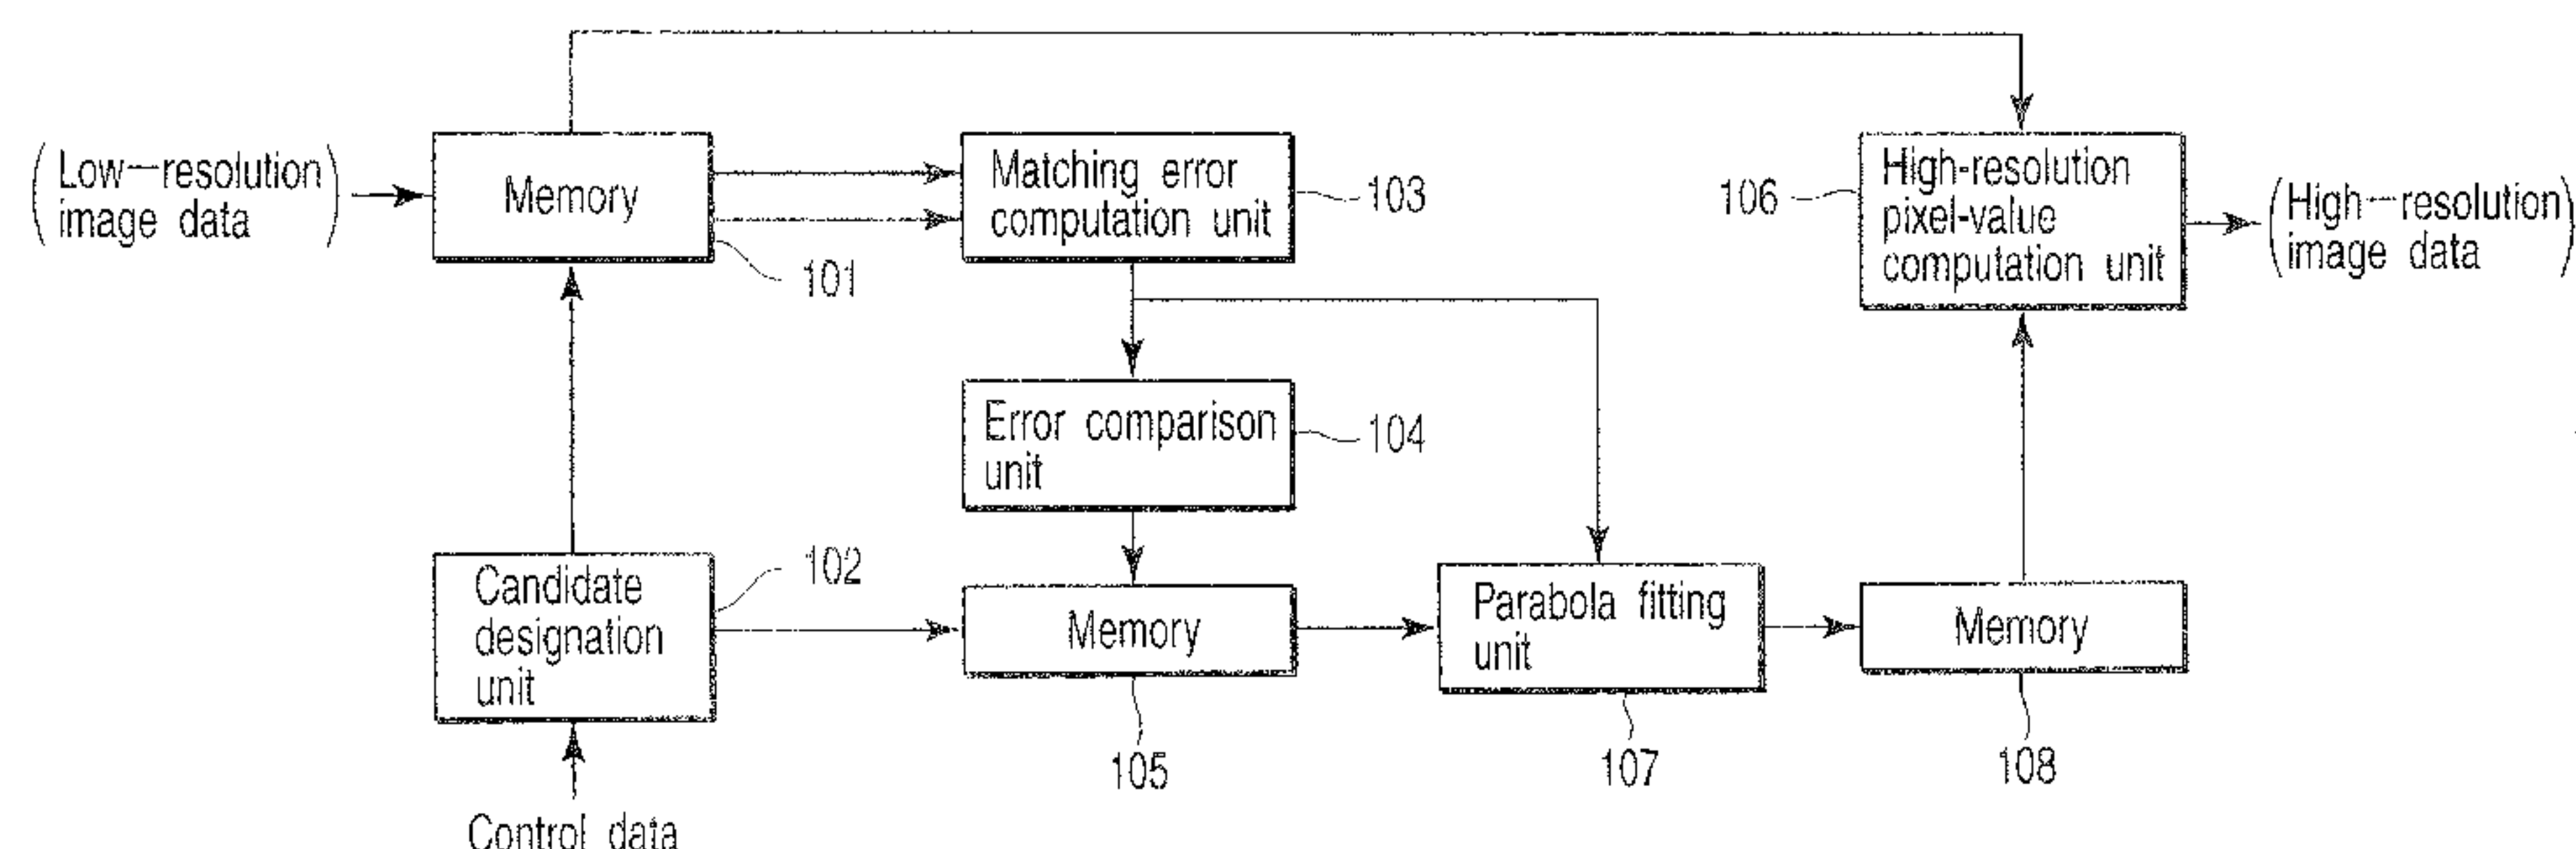 (Low-resolution
image data)
Memory
101
Matching error
computation unit
103
106
High-resolution
pixel-value
computation unit
(High-resolution
image data)
Error comparison
unit
104
Candidate
designation
unit
102
Memory
105
Parabola fitting
unit
107
Memory
108
Control data